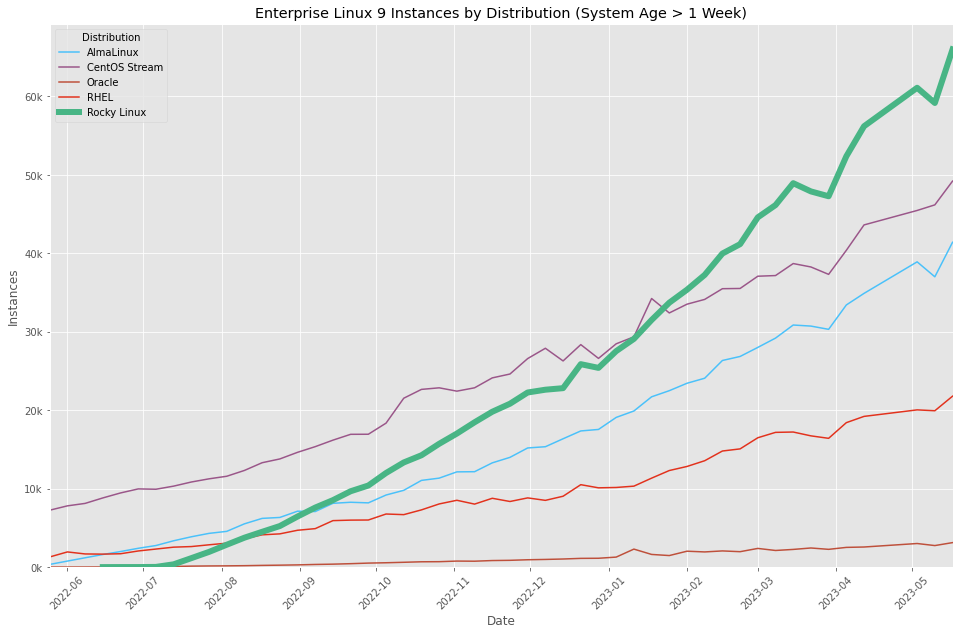 Enterprise Linux 9 Instances by Distribution (System Age > 1 Week)
Distribution
AlmaLinux
CentOS Stream
Oracle
RHEL
Rocky Linux
Instances
60k
50k
40k
30k
20k
10k
0k
2022-06
2022-07
2022-08
2022-09
2022-10
2022-11
2022-12
2023-01
2023-02
2023-03
2023-04
2023-05
Date